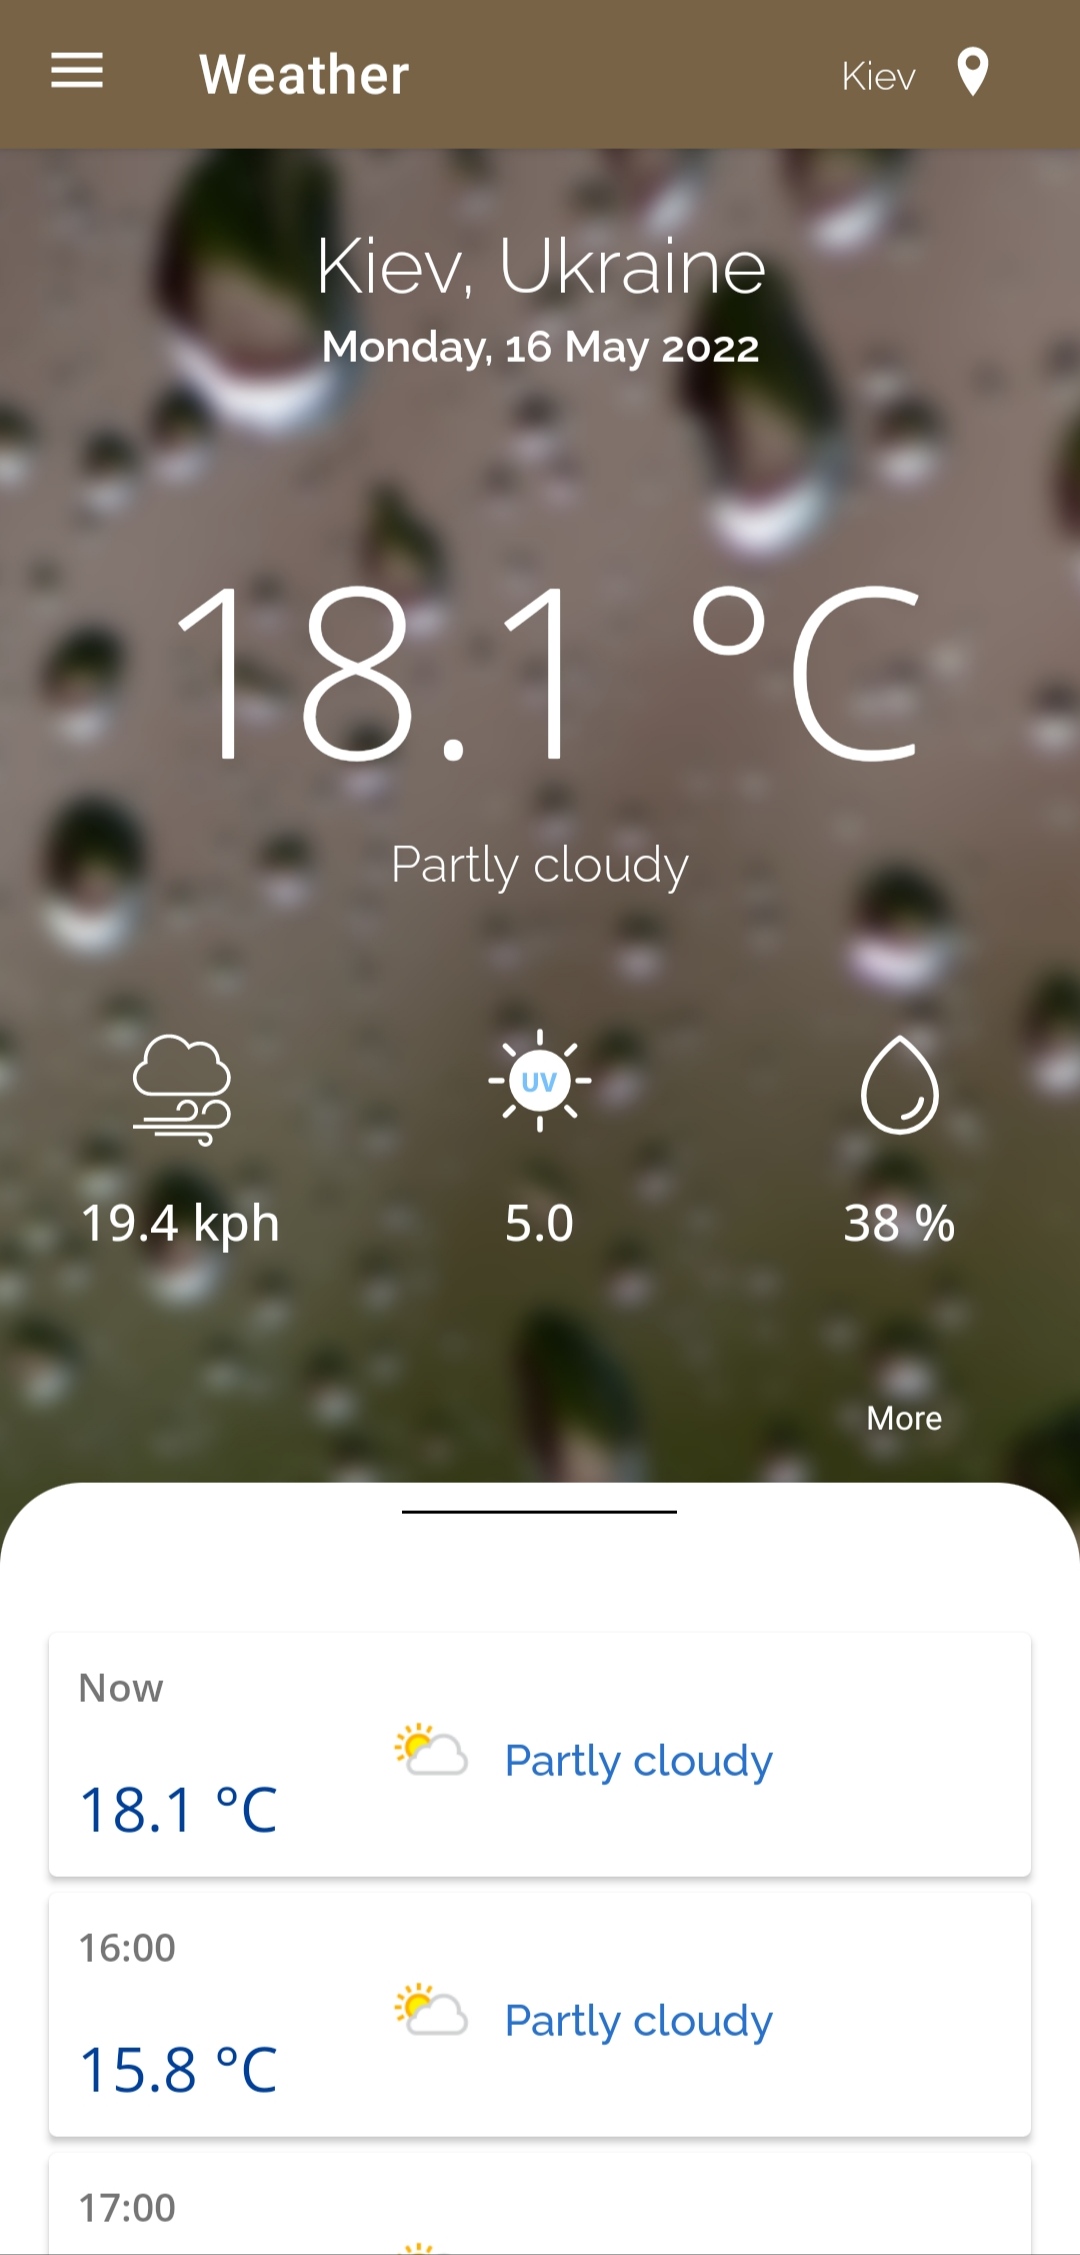 Weather
Kiev
Kiev, Ukraine
Monday, 16 May 2022
18.1 °C
Partly cloudy
UV
19.4 kph
5.0
38 %
More
Now
Partly cloudy
18.1 °C
16:00
Partly cloudy
15.8 °C
17:00